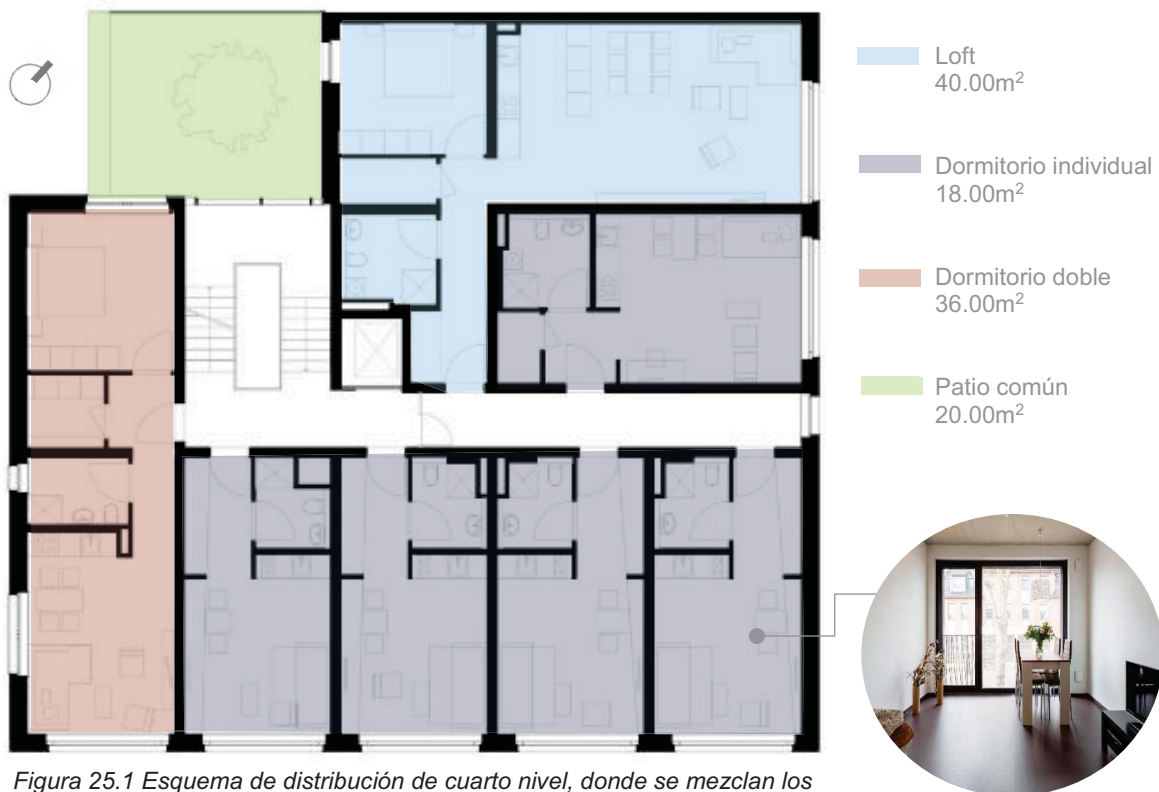 Loft
40.00m²
Dormitorio individual
18.00m²
Dormitorio doble
36.00m²
Patio común
20.00m²
Figura 25.1 Esquema de distribución de cuarto nivel, donde se mezclan los